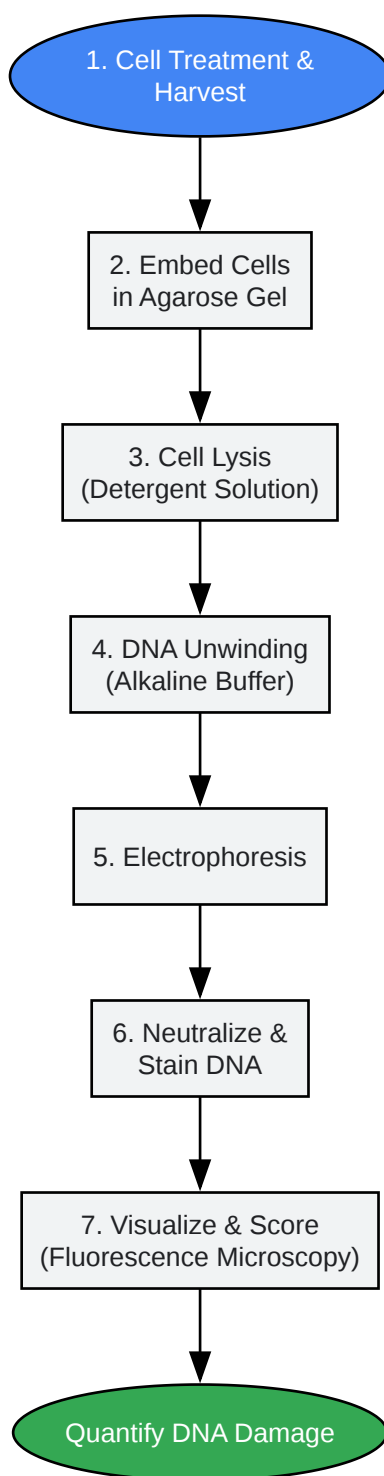 1. Cell Treatment &
Harvest
2. Embed Cells
in Agarose Gel
3. Cell Lysis
(Detergent Solution)
4. DNA Unwinding
(Alkaline Buffer)
5. Electrophoresis
6. Neutralize &
Stain DNA
7. Visualize & Score
(Fluorescence Microscopy)
Quantify DNA Damage